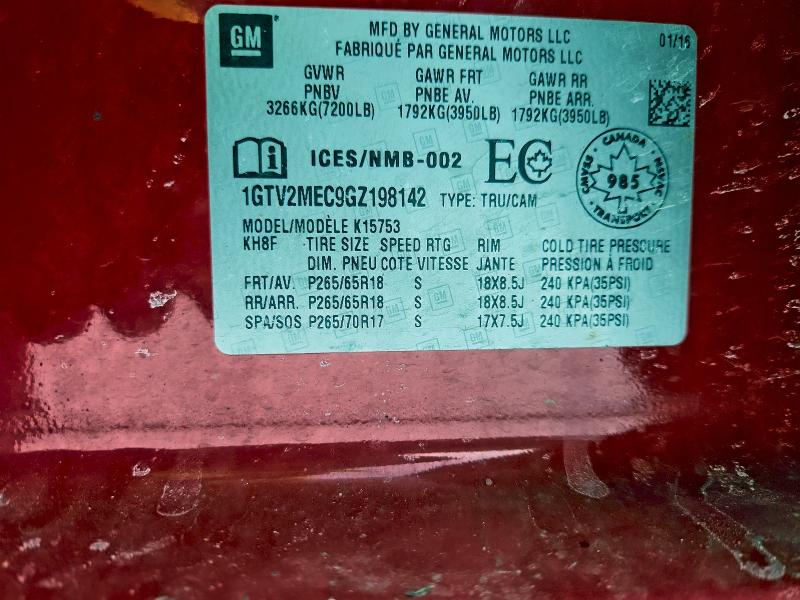 GM
MFD BY GENERAL MOTORS LLC
FABRIQUÉ PAR GENERAL MOTORS LLC
01/16
GVWR GAWR FRT GAWR RR
PNBV PNBE AV. PNBE ARR.
3266KG(7200LB) 1792KG(3950LB) 1792KG(3950LB)
ICES/NMB-002 EC
CANADA
985
TRANSPORT
1GTV2MEC9GZ198142 TYPE: TRU/CAM
MODEL/MODÈLE K15753
KH8F TIRE SIZE SPEED RTG RIM COLD TIRE PRESSURE
DIM. PNEU COTE VITESSE JANTE PRESSION À FROID
FRT/AV. P265/65R18 S 18X8.5J 240 KPA(35PSI)
RR/ARR. P265/65R18 S 18X8.5J 240 KPA(35PSI)
SPA/SOS P265/70R17 S 17X7.5J 240 KPA(35PSI)